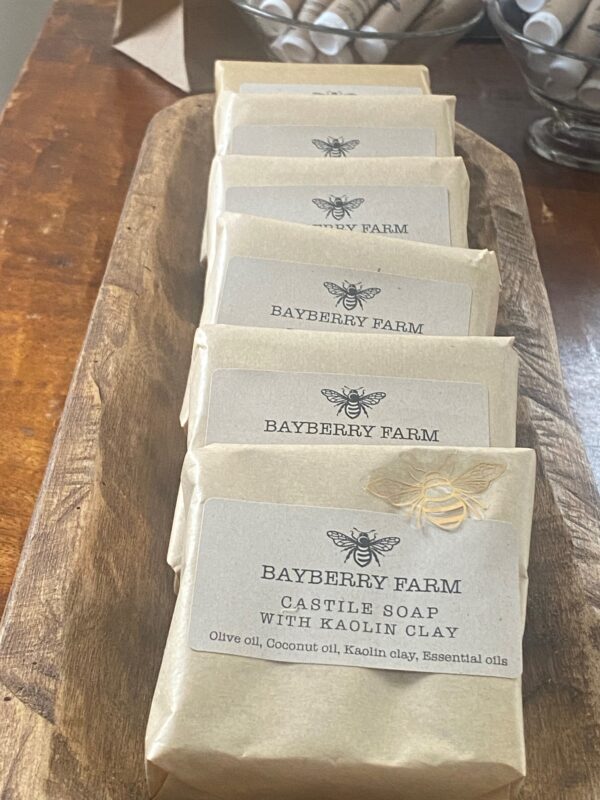 BERRY FARM
BAYBERRY FARM
BAYBERRY FARM
BAYBERRY FARM
CASTILE SOAP
WITH KAOLIN CLAY
Olive oil, Coconut oil, Kaolin clay, Essential oils